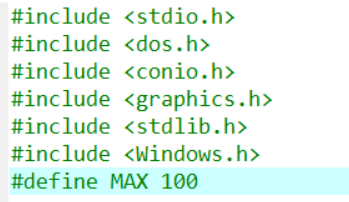 #include <stdio.h>
#include <dos.h>
#include <conio.h>
#include <graphics.h>
#include <stdlib.h>
#include <Windows.h>
#define MAX 100